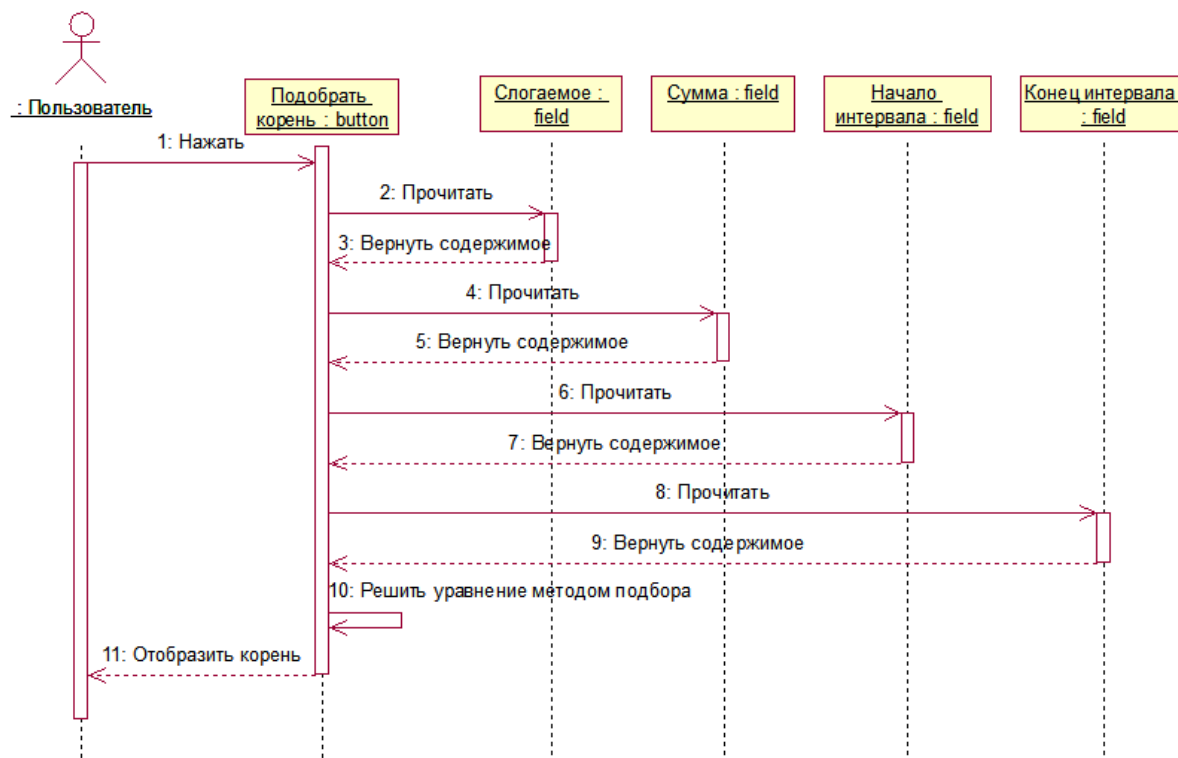 : Пользователь
Подобрать
корень : button
Слогаемое :
field
Сумма : field
Начало
интервала : field
Конец интервала
: field
1: Нажать
2: Прочитать
3: Вернуть содержимое
4: Прочитать
5: Вернуть содержимое
6: Прочитать
7: Вернуть содержимое
8: Прочитать
9: Вернуть содержимое
10: Решить уравнение методом подбора
11: Отобразить корень